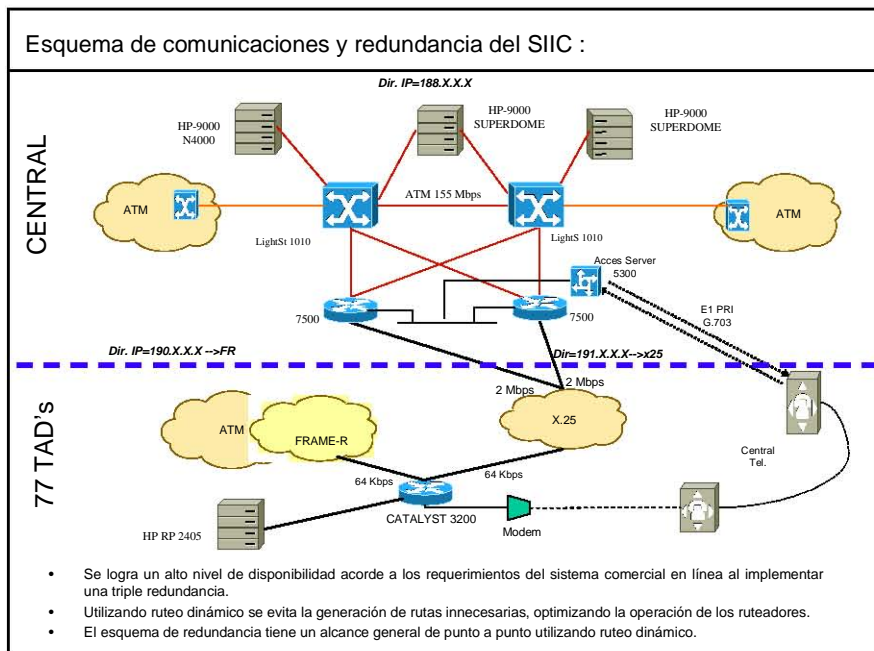 Esquema de comunicaciones y redundancia del SIIC :
CENTRAL
Dir. IP=188.X.X.X
HP-9000
N4000
HP-9000
SUPERDOME
HP-9000
SUPERDOME
ATM
ATM 155 Mbps
ATM
LightSt 1010
LightS 1010
Acces Server
5300
7500
7500
E1 PRI
G.703
Dir. IP=190.X.X.X -->FR
Dir=191.X.X.X-->x25
77 TAD's
2 Mbps
2 Mbps
ATM
FRAME-R
X.25
Central
Tel.
64 Kbps
64 Kbps
HP RP 2405
CATALYST 3200
Modem
• Se logra un alto nivel de disponibilidad acorde a los requerimientos del sistema comercial en línea al implementar
una triple redundancia.
• Utilizando ruteo dinámico se evita la generación de rutas innecesarias, optimizando la operación de los ruteadores.
• El esquema de redundancia tiene un alcance general de punto a punto utilizando ruteo dinámico.